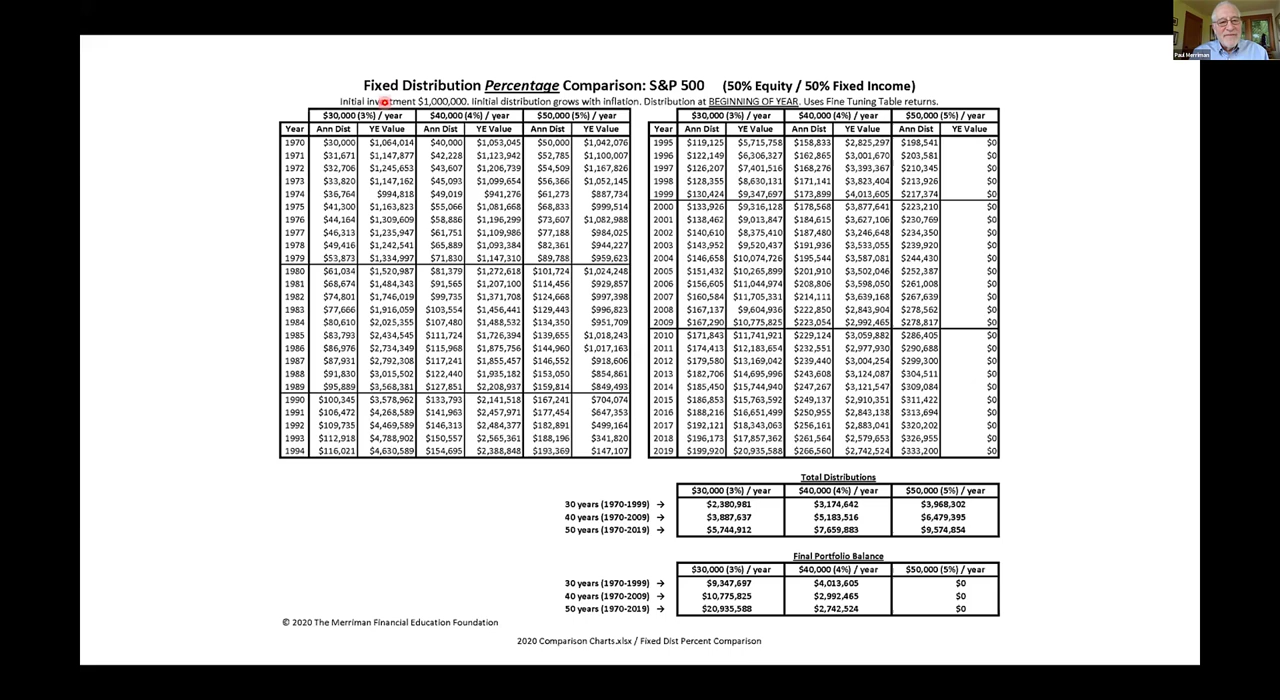 Paul Merriman
Fixed Distribution Percentage Comparison: S&P 500 (50% Equity / 50% Fixed Income)
Initial investment $1,000,000. Iinitial distribution grows with inflation. Distribution at BEGINNING OF YEAR. Uses Fine Tuning Table returns.
$30,000 (3%) / year $40,000 (4%) / year $50,000 (5%) / year $30,000 (3%) / year $40,000 (4%) / year $50,000 (5%) / year
Year Ann Dist YE Value Ann Dist YE Value Ann Dist YE Value Year Ann Dist YE Value Ann Dist YE Value Ann Dist YE Value
1970 $30,000 $1,064,014 $40,000 $1,053,045 $50,000 $1,042,076 1995 $119,125 $5,715,758 $158,833 $2,825,297 $198,541 $0
1971 $31,671 $1,147,877 $42,228 $1,123,942 $52,785 $1,100,007 1996 $122,149 $6,306,327 $162,865 $3,001,670 $203,581 $0
1972 $32,706 $1,245,653 $43,607 $1,206,739 $54,509 $1,167,826 1997 $126,207 $7,401,516 $168,276 $3,393,367 $210,345 $0
1973 $33,820 $1,147,162 $45,093 $1,099,654 $56,366 $1,052,145 1998 $128,355 $8,630,131 $171,141 $3,823,404 $213,926 $0
1974 $36,764 $994,818 $49,019 $941,276 $61,273 $887,734 1999 $130,424 $9,347,697 $173,899 $4,013,605 $217,374 $0
1975 $41,300 $1,163,823 $55,066 $1,081,668 $68,833 $999,514 2000 $133,926 $9,316,128 $178,568 $3,877,641 $223,210 $0
1976 $44,164 $1,309,609 $58,886 $1,196,299 $73,607 $1,082,988 2001 $138,462 $9,013,847 $184,615 $3,627,106 $230,769 $0
1977 $46,313 $1,235,947 $61,751 $1,109,986 $77,188 $984,025 2002 $140,610 $8,375,410 $187,480 $3,246,648 $234,350 $0
1978 $49,416 $1,242,541 $65,889 $1,093,384 $82,361 $944,227 2003 $143,952 $9,520,437 $191,936 $3,533,055 $239,920 $0
1979 $53,873 $1,334,997 $71,830 $1,147,310 $89,788 $959,623 2004 $146,658 $10,074,726 $195,544 $3,587,081 $244,430 $0
1980 $61,034 $1,520,987 $81,379 $1,272,618 $101,724 $1,024,248 2005 $151,432 $10,265,899 $201,910 $3,502,046 $252,387 $0
1981 $68,674 $1,484,343 $91,565 $1,207,100 $114,456 $929,857 2006 $156,605 $11,044,974 $208,806 $3,598,050 $261,008 $0
1982 $74,801 $1,746,019 $99,735 $1,371,708 $124,668 $997,398 2007 $160,584 $11,705,331 $214,111 $3,639,168 $267,639 $0
1983 $77,666 $1,916,059 $103,554 $1,456,441 $129,443 $996,823 2008 $167,137 $9,604,936 $222,850 $2,843,904 $278,562 $0
1984 $80,610 $2,025,355 $107,480 $1,488,532 $134,350 $951,709 2009 $167,290 $10,775,825 $223,054 $2,992,465 $278,817 $0
1985 $83,793 $2,434,545 $111,724 $1,726,394 $139,655 $1,018,243 2010 $171,843 $11,741,921 $229,124 $3,059,882 $286,405 $0
1986 $86,976 $2,734,349 $115,968 $1,875,756 $144,960 $1,017,163 2011 $174,413 $12,183,654 $232,551 $2,977,930 $290,688 $0
1987 $87,931 $2,792,308 $117,241 $1,855,457 $146,552 $918,606 2012 $179,580 $13,169,042 $239,440 $3,004,254 $299,300 $0
1988 $91,830 $3,015,502 $122,440 $1,935,182 $153,050 $854,861 2013 $182,706 $14,695,996 $243,608 $3,124,087 $304,511 $0
1989 $95,889 $3,568,381 $127,851 $2,208,937 $159,814 $849,493 2014 $185,450 $15,744,940 $247,267 $3,121,547 $309,084 $0
1990 $100,345 $3,578,962 $133,793 $2,141,518 $167,241 $704,074 2015 $186,853 $15,763,592 $249,137 $2,910,351 $311,422 $0
1991 $106,472 $4,268,589 $141,963 $2,457,971 $177,454 $647,353 2016 $188,216 $16,651,499 $250,955 $2,843,138 $313,694 $0
1992 $109,735 $4,469,589 $146,313 $2,484,377 $182,891 $499,164 2017 $192,121 $18,343,063 $256,161 $2,883,041 $320,202 $0
1993 $112,918 $4,788,902 $150,557 $2,565,361 $188,196 $341,820 2018 $196,173 $17,857,362 $261,564 $2,579,653 $326,955 $0
1994 $116,021 $4,630,589 $154,695 $2,388,848 $193,369 $147,107 2019 $199,920 $20,935,588 $266,560 $2,742,524 $333,200 $0
Total Distributions
$30,000 (3%) / year $40,000 (4%) / year $50,000 (5%) / year
30 years (1970-1999) → $2,380,981 $3,174,642 $3,968,302
40 years (1970-2009) → $3,887,637 $5,183,516 $6,479,395
50 years (1970-2019) → $5,744,912 $7,659,883 $9,574,854
Final Portfolio Balance
$30,000 (3%) / year $40,000 (4%) / year $50,000 (5%) / year
30 years (1970-1999) → $9,347,697 $4,013,605 $0
40 years (1970-2009) → $10,775,825 $2,992,465 $0
50 years (1970-2019) → $20,935,588 $2,742,524 $0
© 2020 The Merriman Financial Education Foundation
2020 Comparison Charts.xlsx / Fixed Dist Percent Comparison